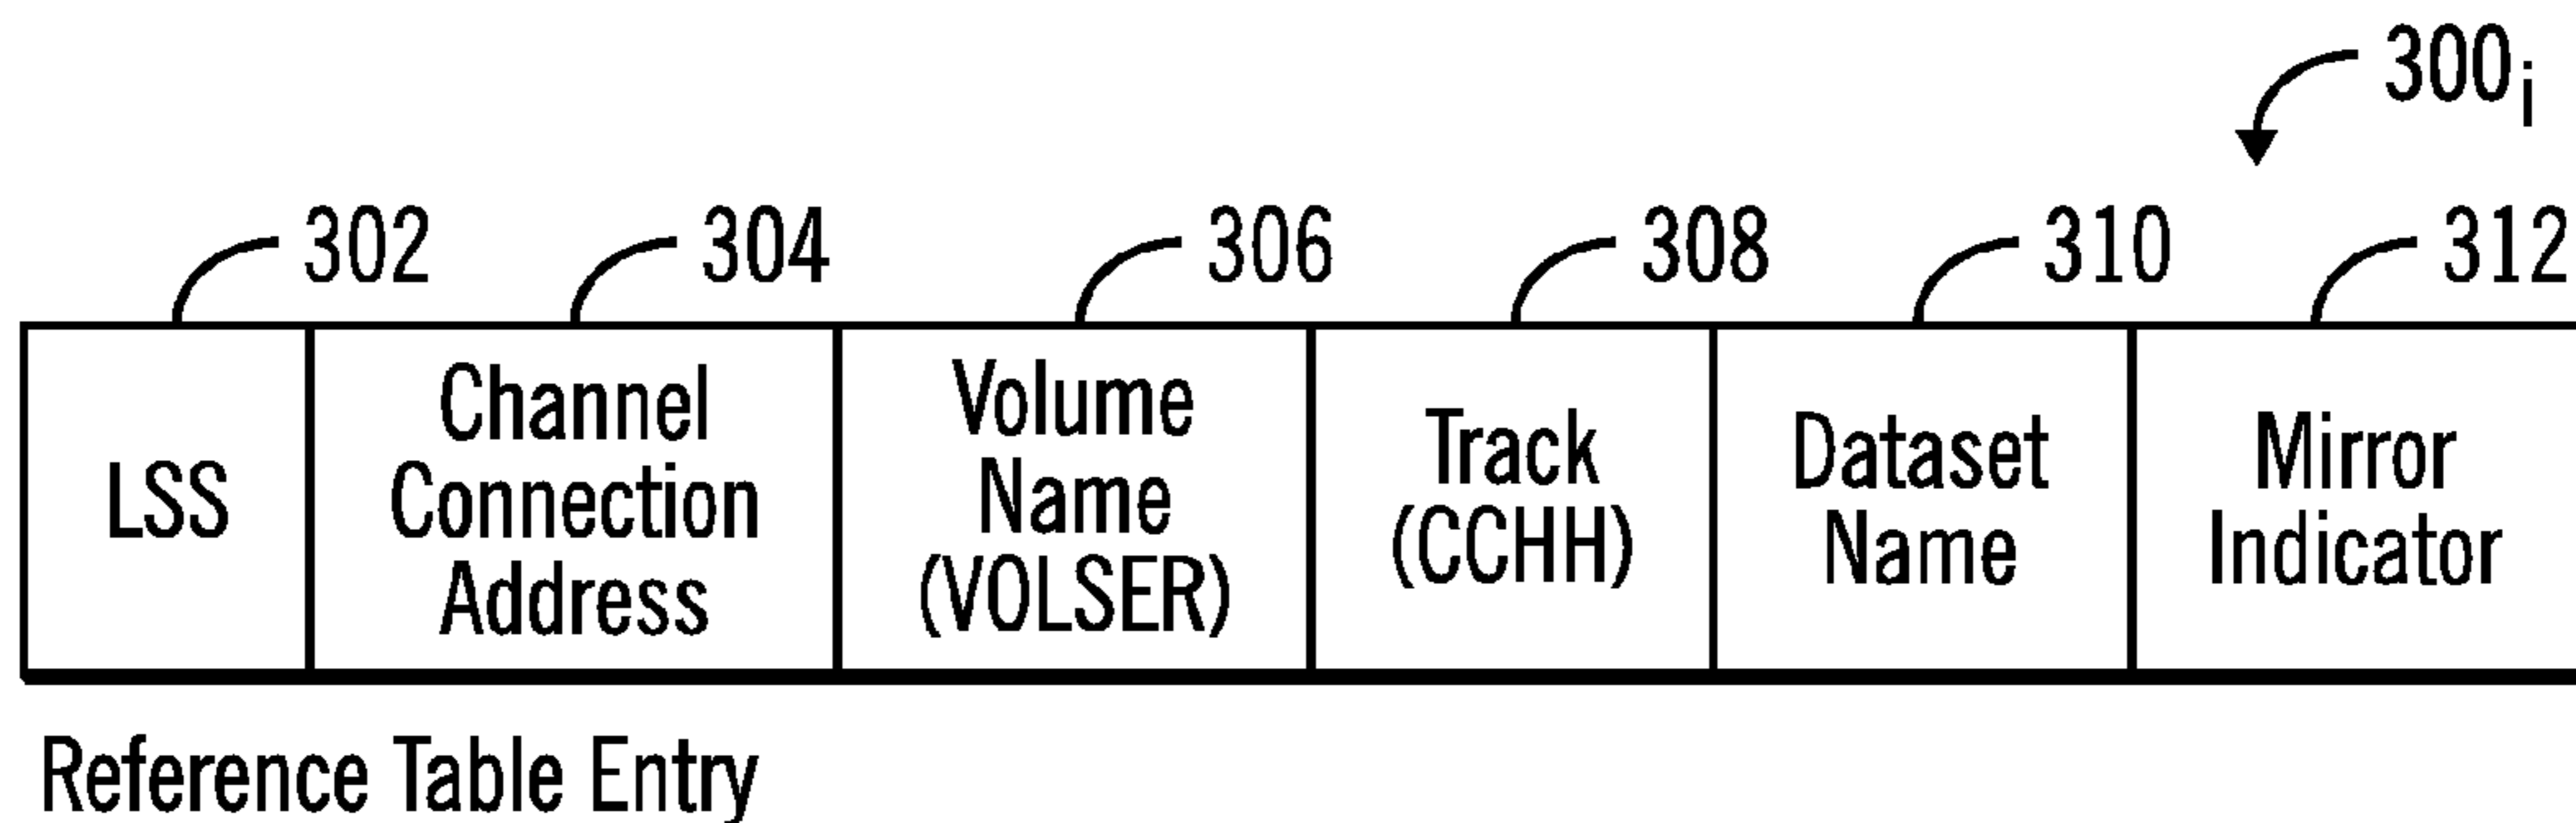 300i
302 304 306 308 310 312
LSS
Channel
Connection
Address
Volume
Name
(VOLSER)
Track
(CCHH)
Dataset
Name
Mirror
Indicator
Reference Table Entry